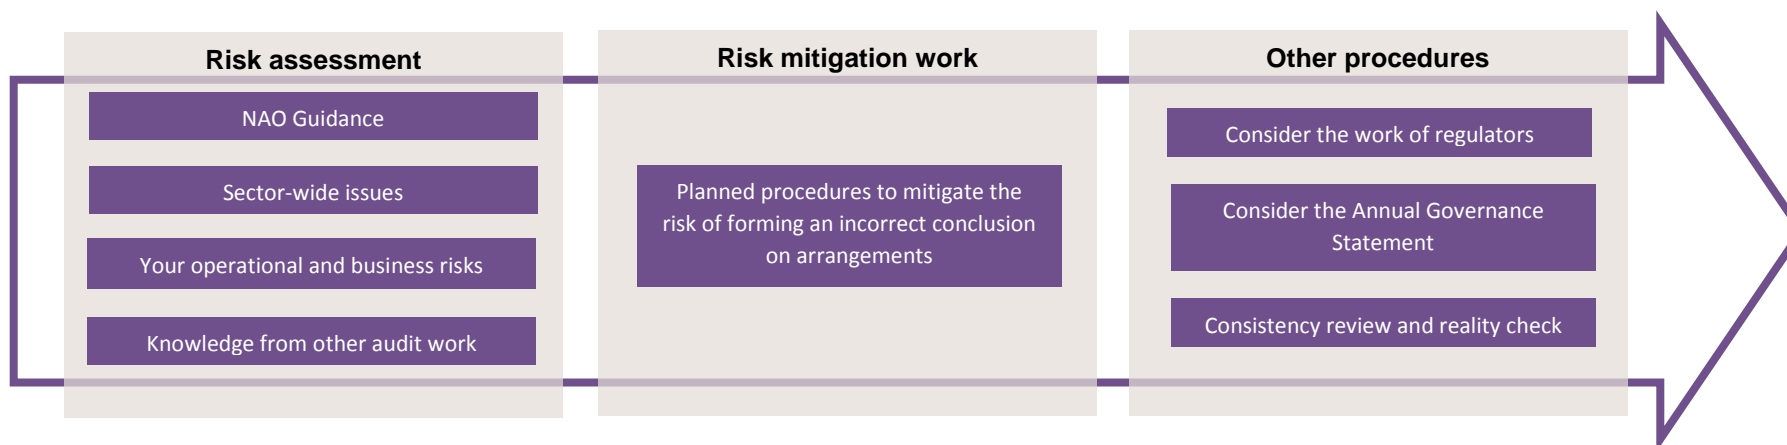 Risk assessment
NAO Guidance
Sector-wide issues
Your operational and business risks
Knowledge from other audit work
Risk mitigation work
Planned procedures to mitigate the
risk of forming an incorrect conclusion
on arrangements
Other procedures
Consider the work of regulators
Consider the Annual Governance
Statement
Consistency review and reality check